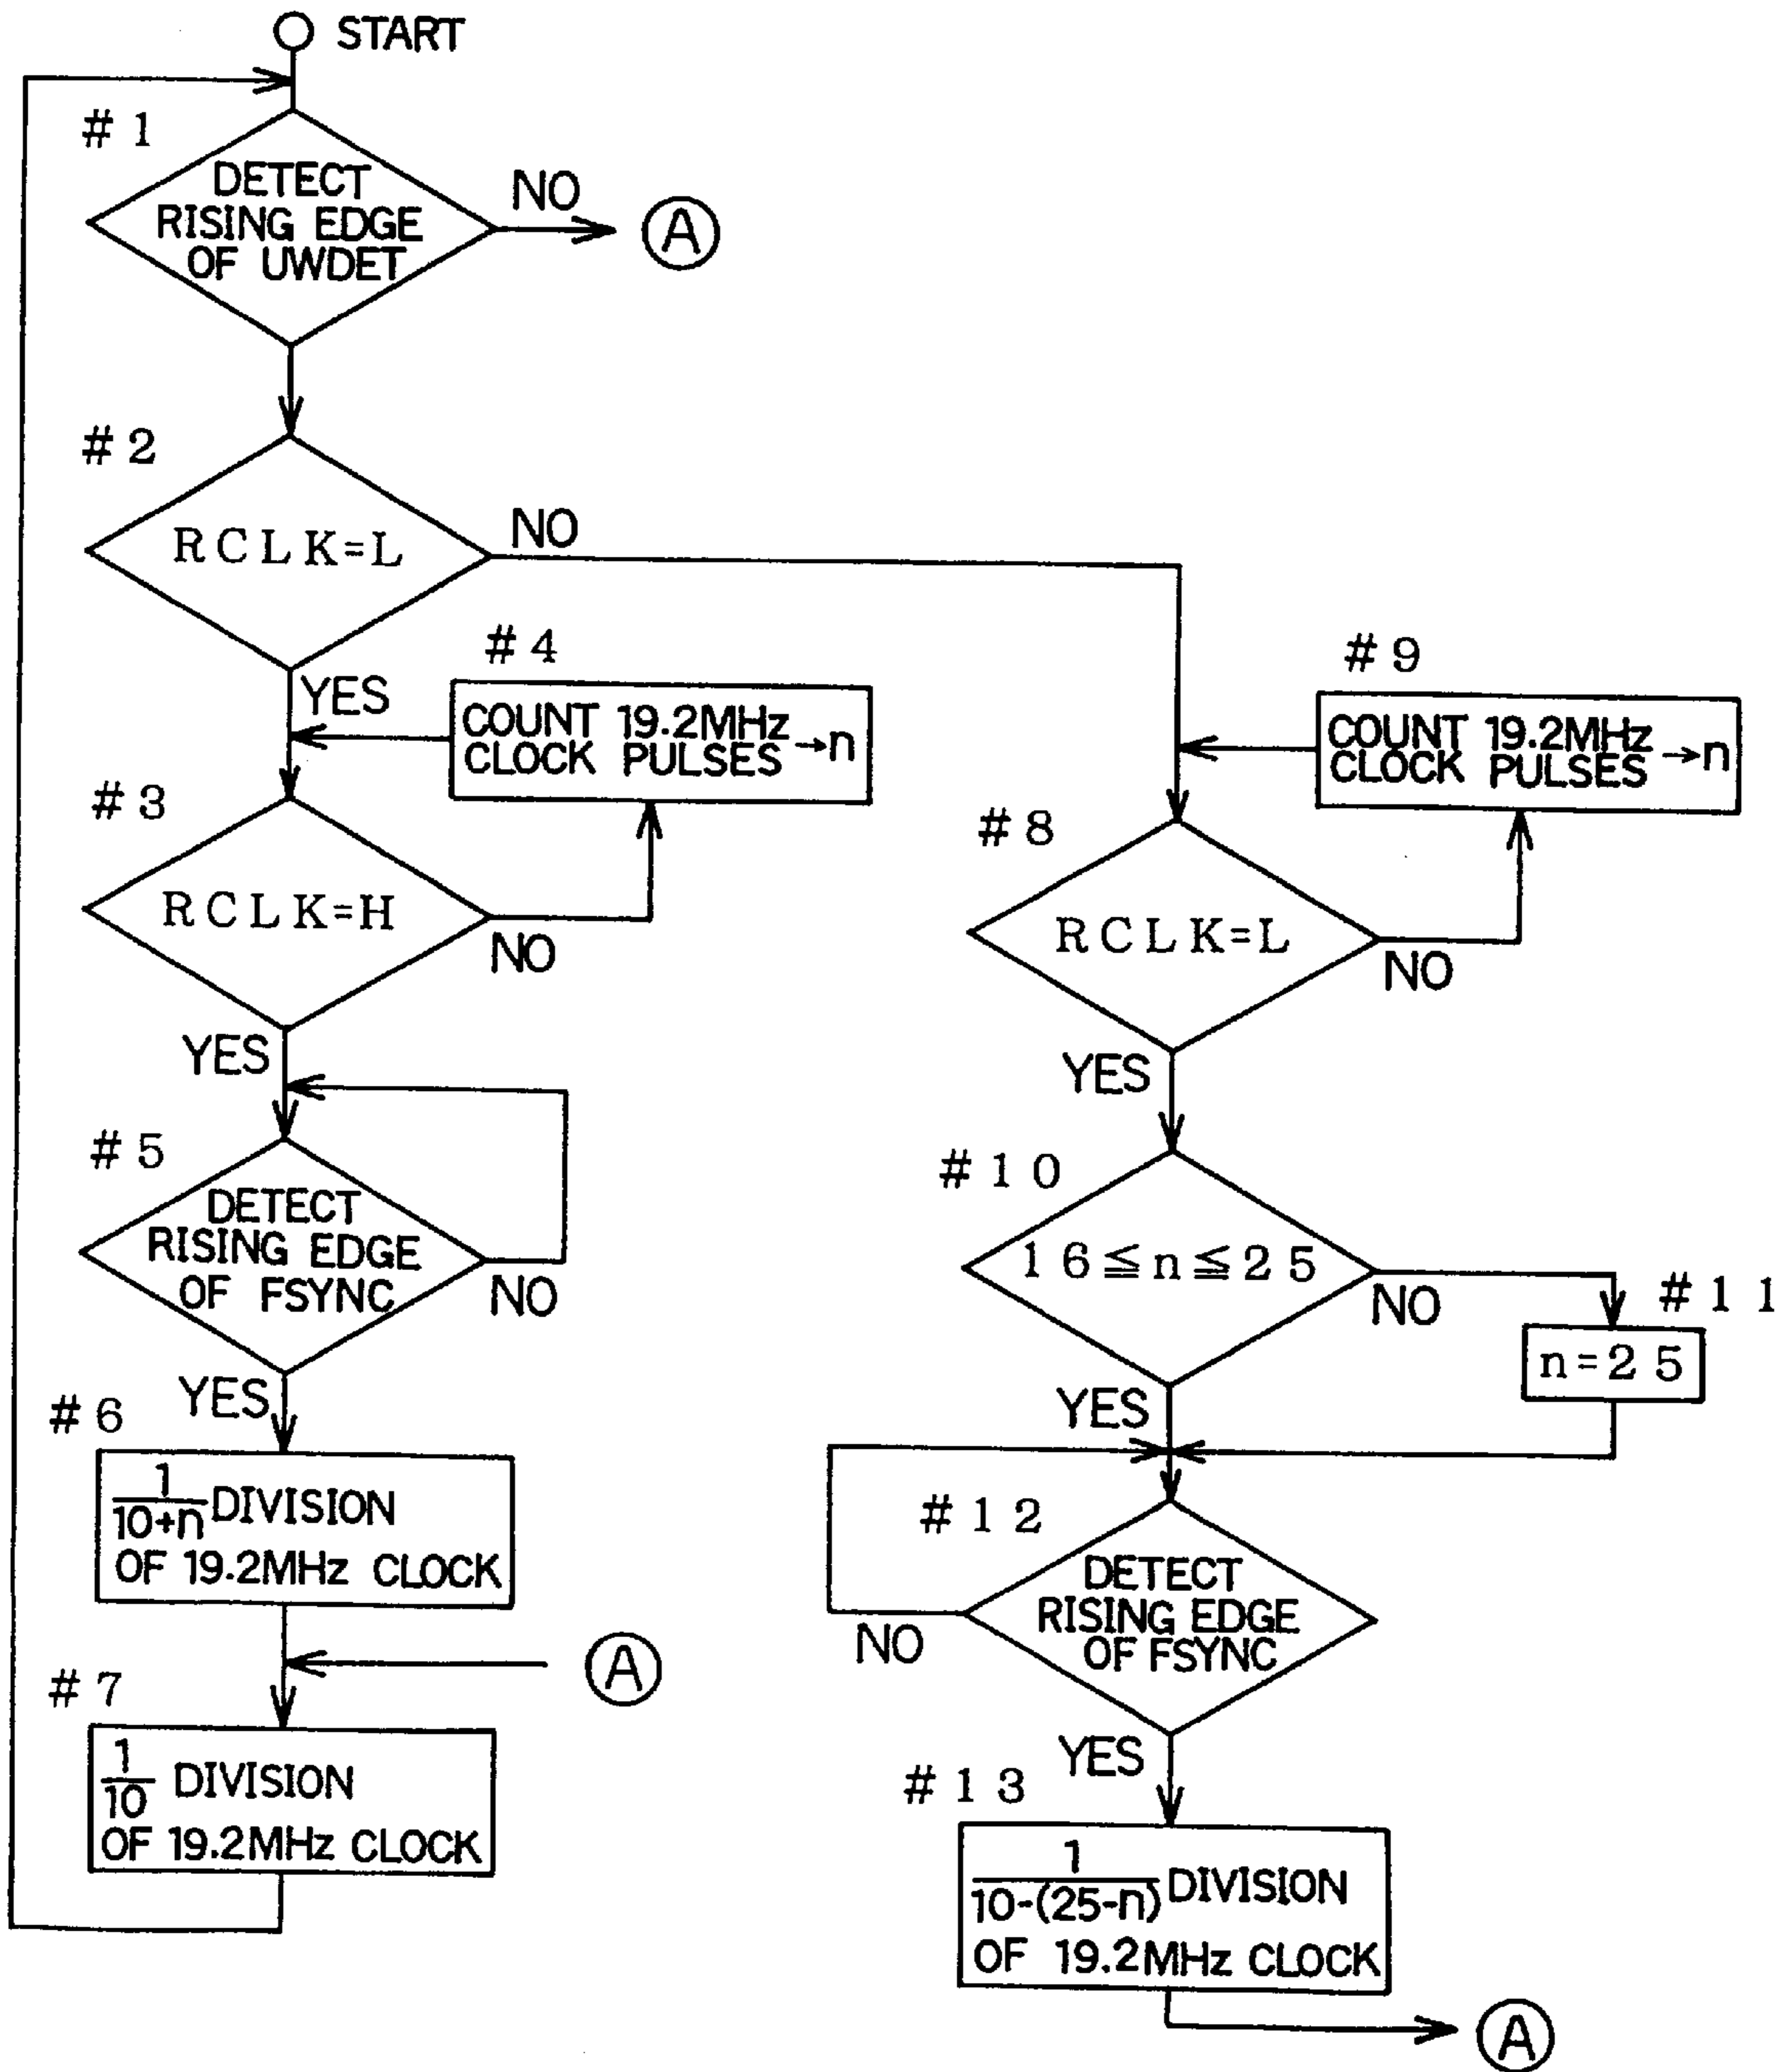 START
#1
DETECT
RISING EDGE
OF UWDET
NO
A
#2
RCLK=L
NO
YES
#4
COUNT 19.2MHz
CLOCK PULSES →n
#3
RCLK=H
NO
YES
#5
DETECT
RISING EDGE
OF FSYNC
NO
YES
#6
1
10+n DIVISION
OF 19.2MHz CLOCK
A
#7
1
10 DIVISION
OF 19.2MHz CLOCK
#9
COUNT 19.2MHz
CLOCK PULSES →n
#8
RCLK=L
NO
YES
#10
16≦n≦25
NO
#11
n=25
YES
#12
DETECT
RISING EDGE
OF FSYNC
NO
YES
#13
1
10-(25-n) DIVISION
OF 19.2MHz CLOCK
A